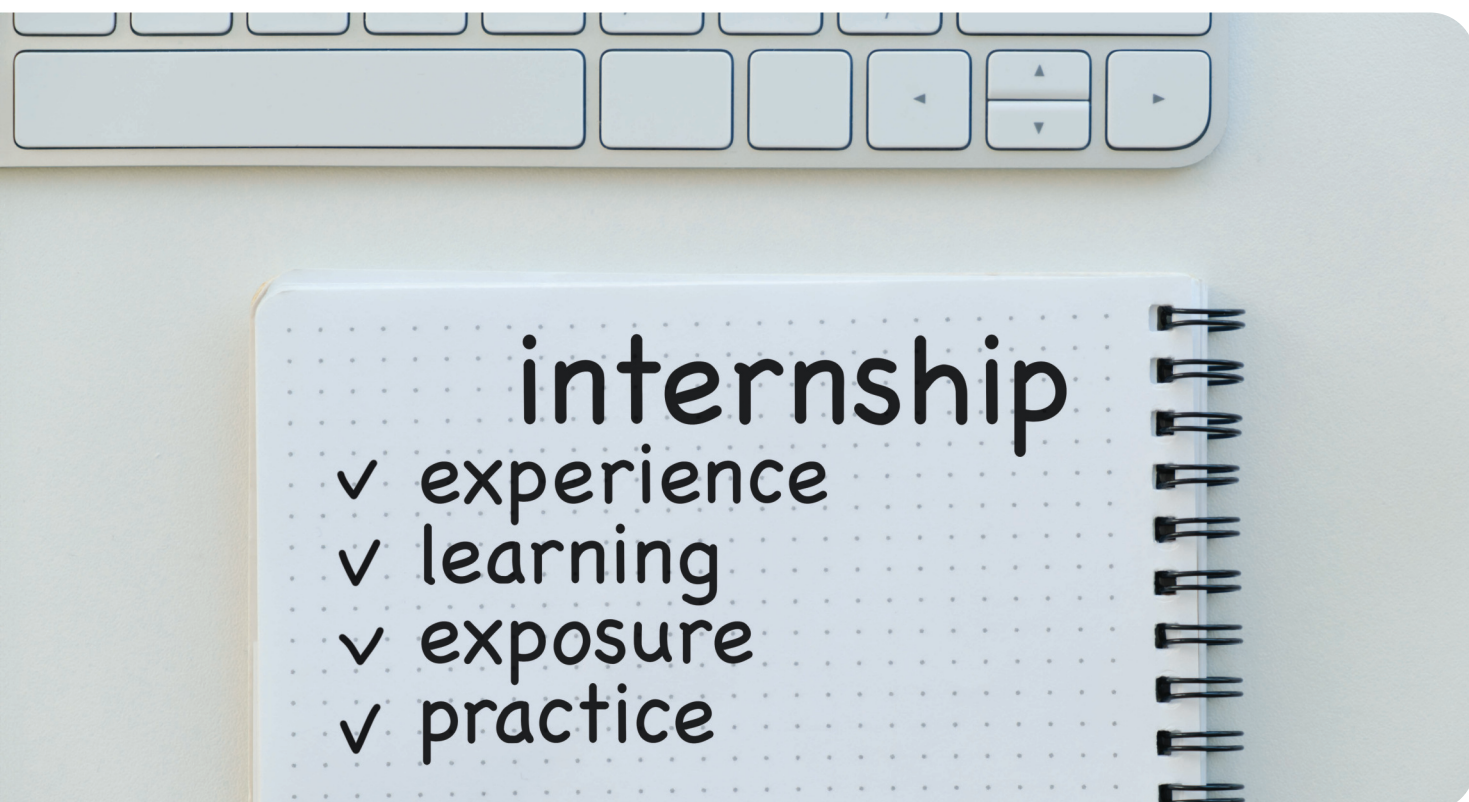 internship
✓ experience
✓ learning
✓ exposure
✓ practice